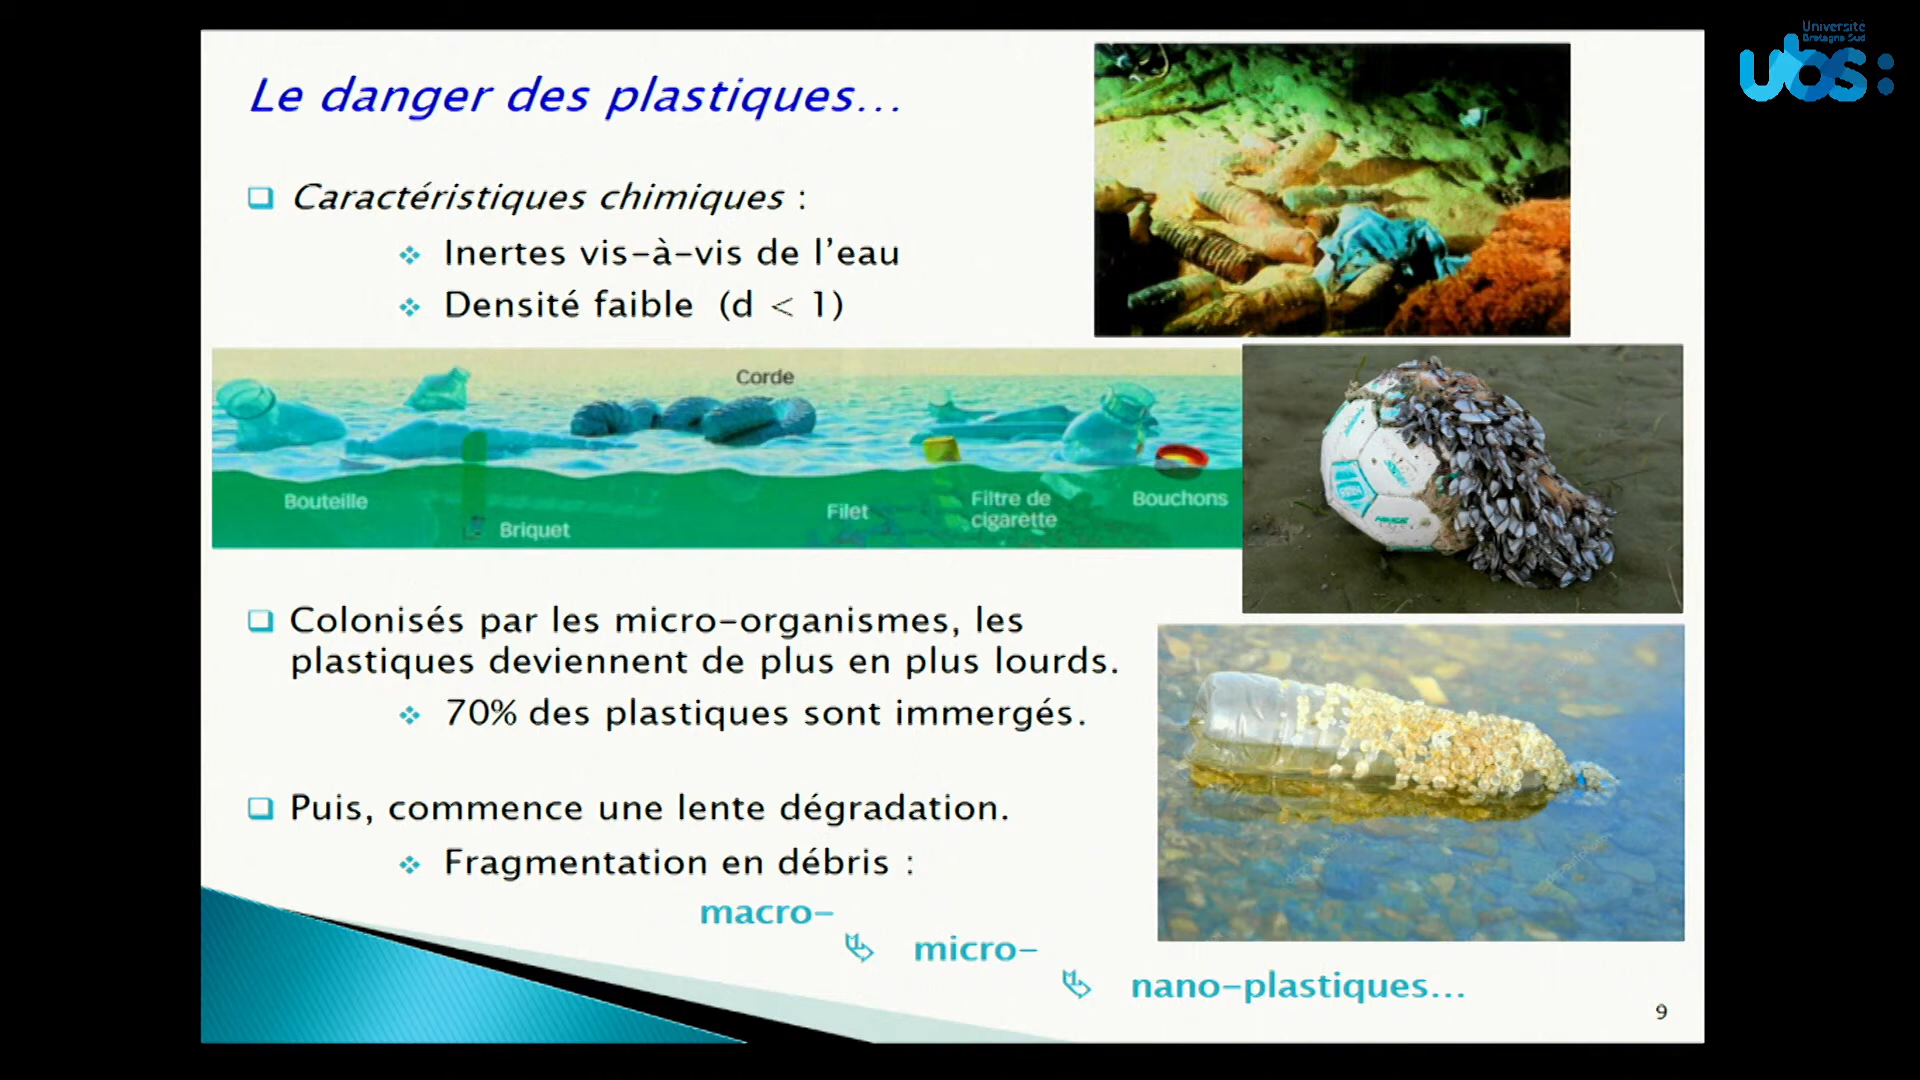 Université
Bretagne Sud
ubs:
Le danger des plastiques...
Caractéristiques chimiques :
Inertes vis-à-vis de l'eau
Densité faible (d < 1)
Corde
Bouteille
Briquet
Filet
Filtre de
cigarette
Bouchons
Colonisés par les micro-organismes, les
plastiques deviennent de plus en plus lourds.
70% des plastiques sont immergés.
Puis, commence une lente dégradation.
Fragmentation en débris :
macro-
micro-
nano-plastiques...
9